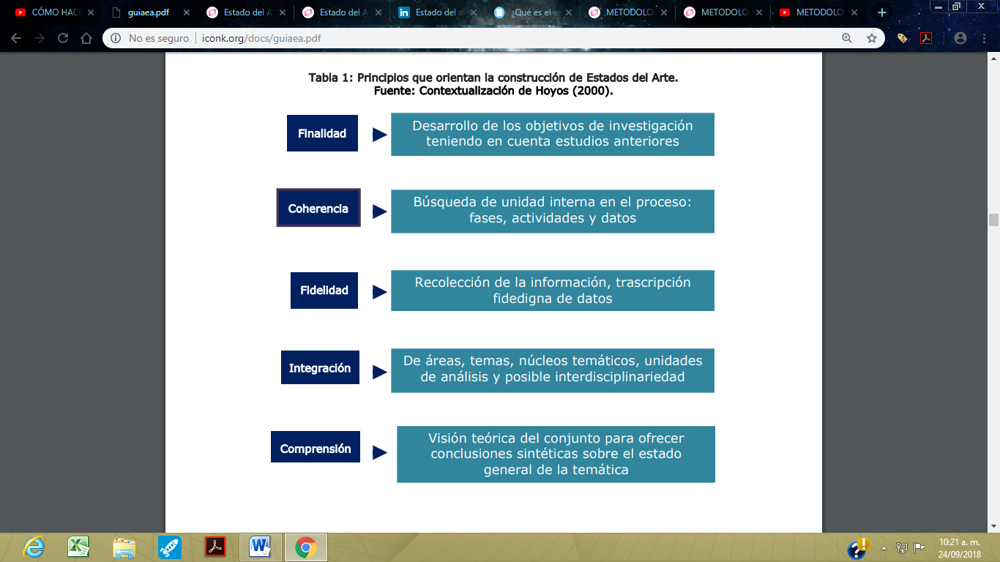 CÓMO HACE
guiaea.pdf
Estado del A
Estado del A
Estado del a
¿Qué es el e
METODOLO
METODOLO
METODOLO
No es seguro | iconk.org/docs/guiaea.pdf
Tabla 1: Principios que orientan la construcción de Estados del Arte.
Fuente: Contextualización de Hoyos (2000).
Finalidad
Desarrollo de los objetivos de investigación
teniendo en cuenta estudios anteriores
Coherencia
Búsqueda de unidad interna en el proceso:
fases, actividades y datos
Fidelidad
Recolección de la información, trascripción
fidedigna de datos
Integración
De áreas, temas, núcleos temáticos, unidades
de análisis y posible interdisciplinariedad
Comprensión
Visión teórica del conjunto para ofrecer
conclusiones sintéticas sobre el estado
general de la temática
10:21 a. m.
24/09/2018